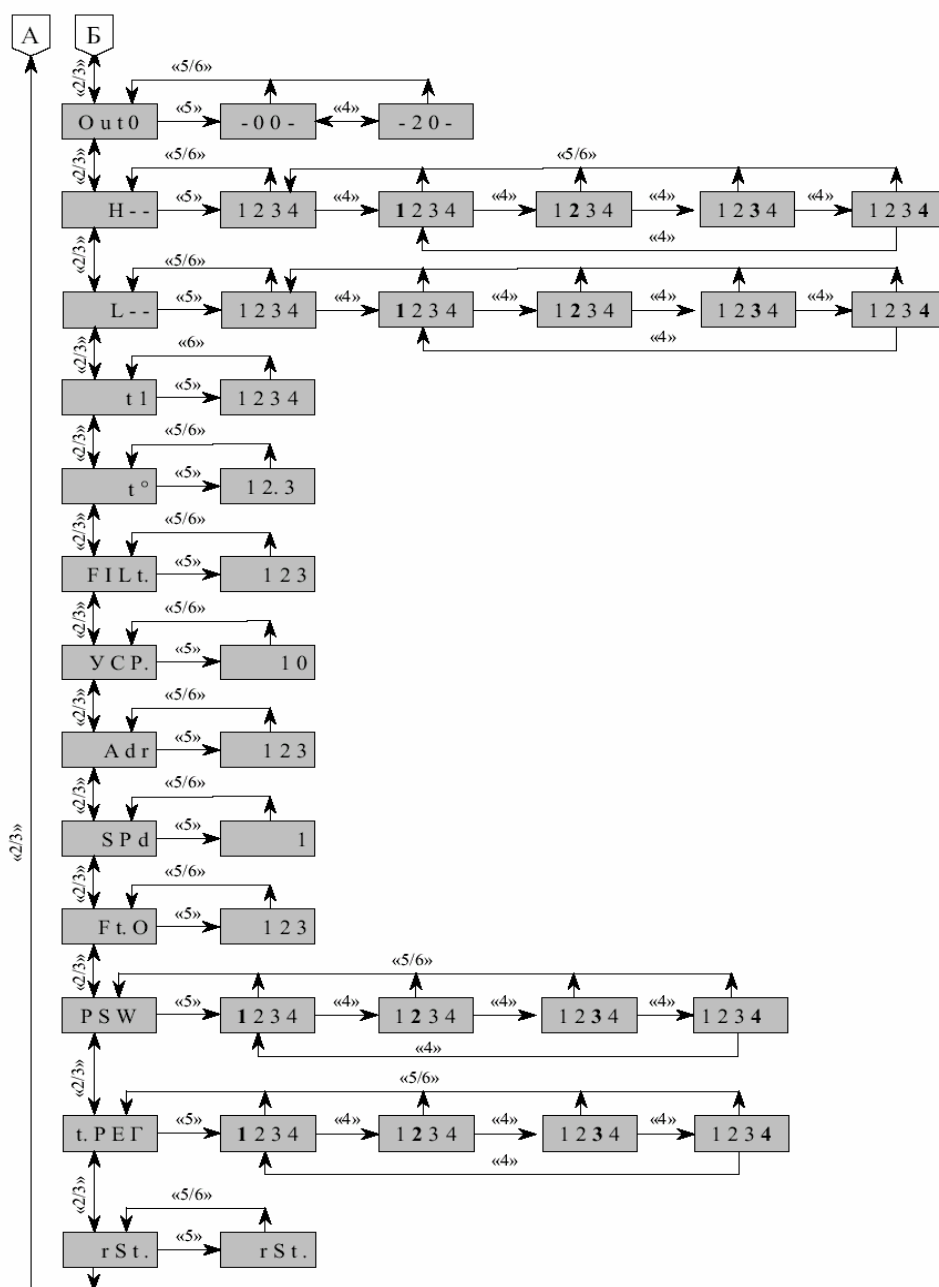 А Б
«2/3» «5/6»
Out0 «5» -00- «4» -20-
«2/3» «5/6» «5/6»
H-- «5» 1234 «4» 1234 «4» 1234 «4» 1234 «4» 1234
«4»
«2/3» «5/6»
L-- «5» 1234 «4» 1234 «4» 1234 «4» 1234 «4» 1234
«4»
«2/3» «6»
t1 «5» 1234
«2/3» «5/6»
t° «5» 12.3
«2/3» «5/6»
FILt. «5» 123
«2/3» «5/6»
УСР. «5» 10
«2/3» «5/6»
Adr «5» 123
«2/3» «5/6»
SPd «5» 1
«2/3»
«2/3» «5/6»
Ft.O «5» 123
«2/3» «5/6»
PSW «5» 1234 «4» 1234 «4» 1234 «4» 1234
«4»
«2/3» «5/6»
t.РЕГ «5» 1234 «4» 1234 «4» 1234 «4» 1234
«4»
«2/3» «5/6»
rSt. «5» rSt.